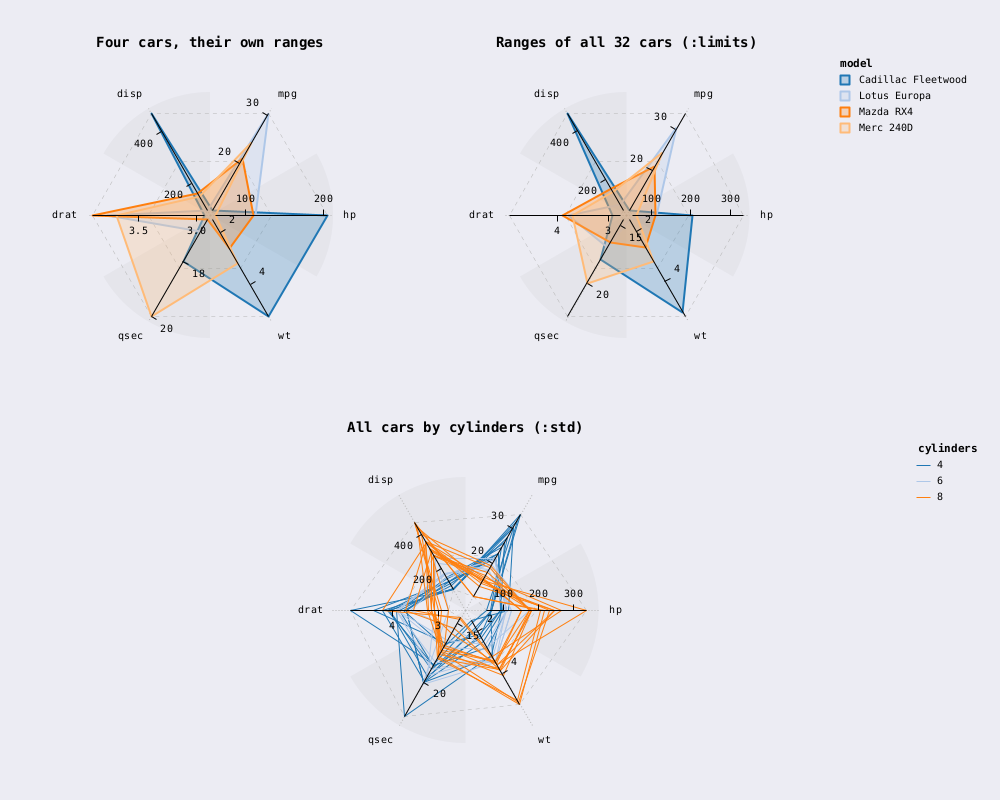 Four cars, their own ranges
disp
mpg
30
400
20
200
100
200
drat
hp
3.5
3.0
2
18
4
20
qsec
wt
Ranges of all 32 cars (:limits)
disp
mpg
30
400
20
200
100
200
300
drat
hp
4
3
2
15
4
20
qsec
wt
model
Cadillac Fleetwood
Lotus Europa
Mazda RX4
Merc 240D
All cars by cylinders (:std)
disp
mpg
30
400
20
200
100
200
300
drat
hp
4
3
2
15
4
20
qsec
wt
cylinders
4
6
8